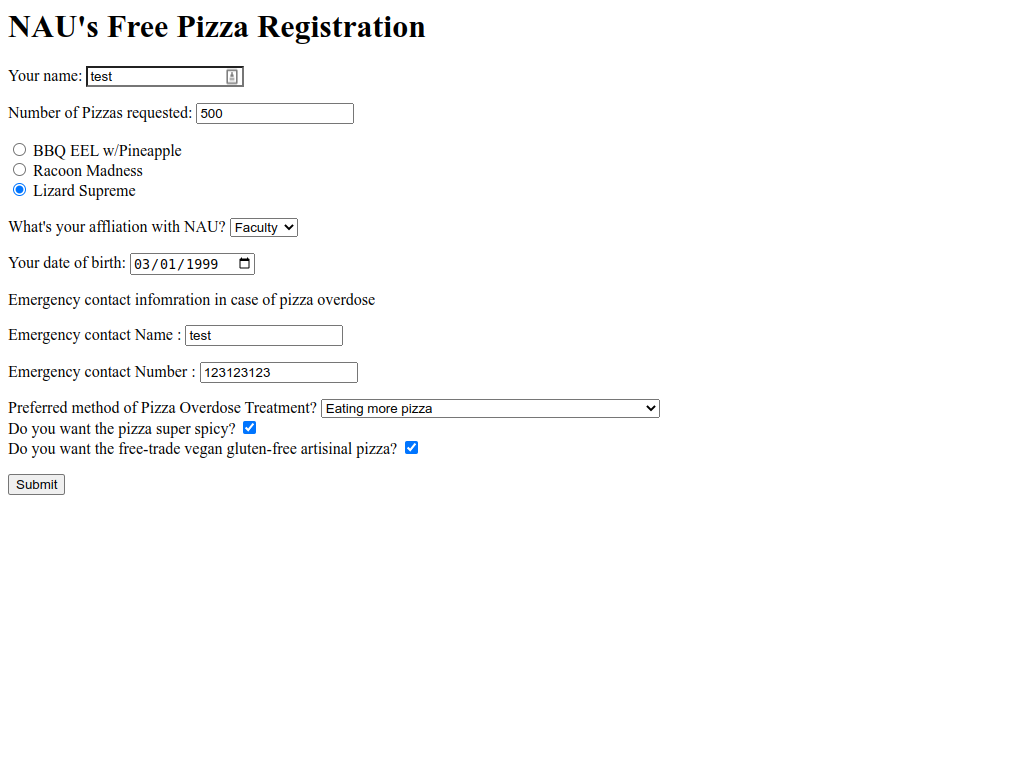 NAU's Free Pizza Registration
Your name: test
Number of Pizzas requested: 500
BBQ EEL w/Pineapple
Racoon Madness
Lizard Supreme
What's your affliation with NAU? Faculty
Your date of birth: 03/01/1999
Emergency contact infomration in case of pizza overdose
Emergency contact Name : test
Emergency contact Number : 123123123
Preferred method of Pizza Overdose Treatment? Eating more pizza
Do you want the pizza super spicy?
Do you want the free-trade vegan gluten-free artisinal pizza?
Submit